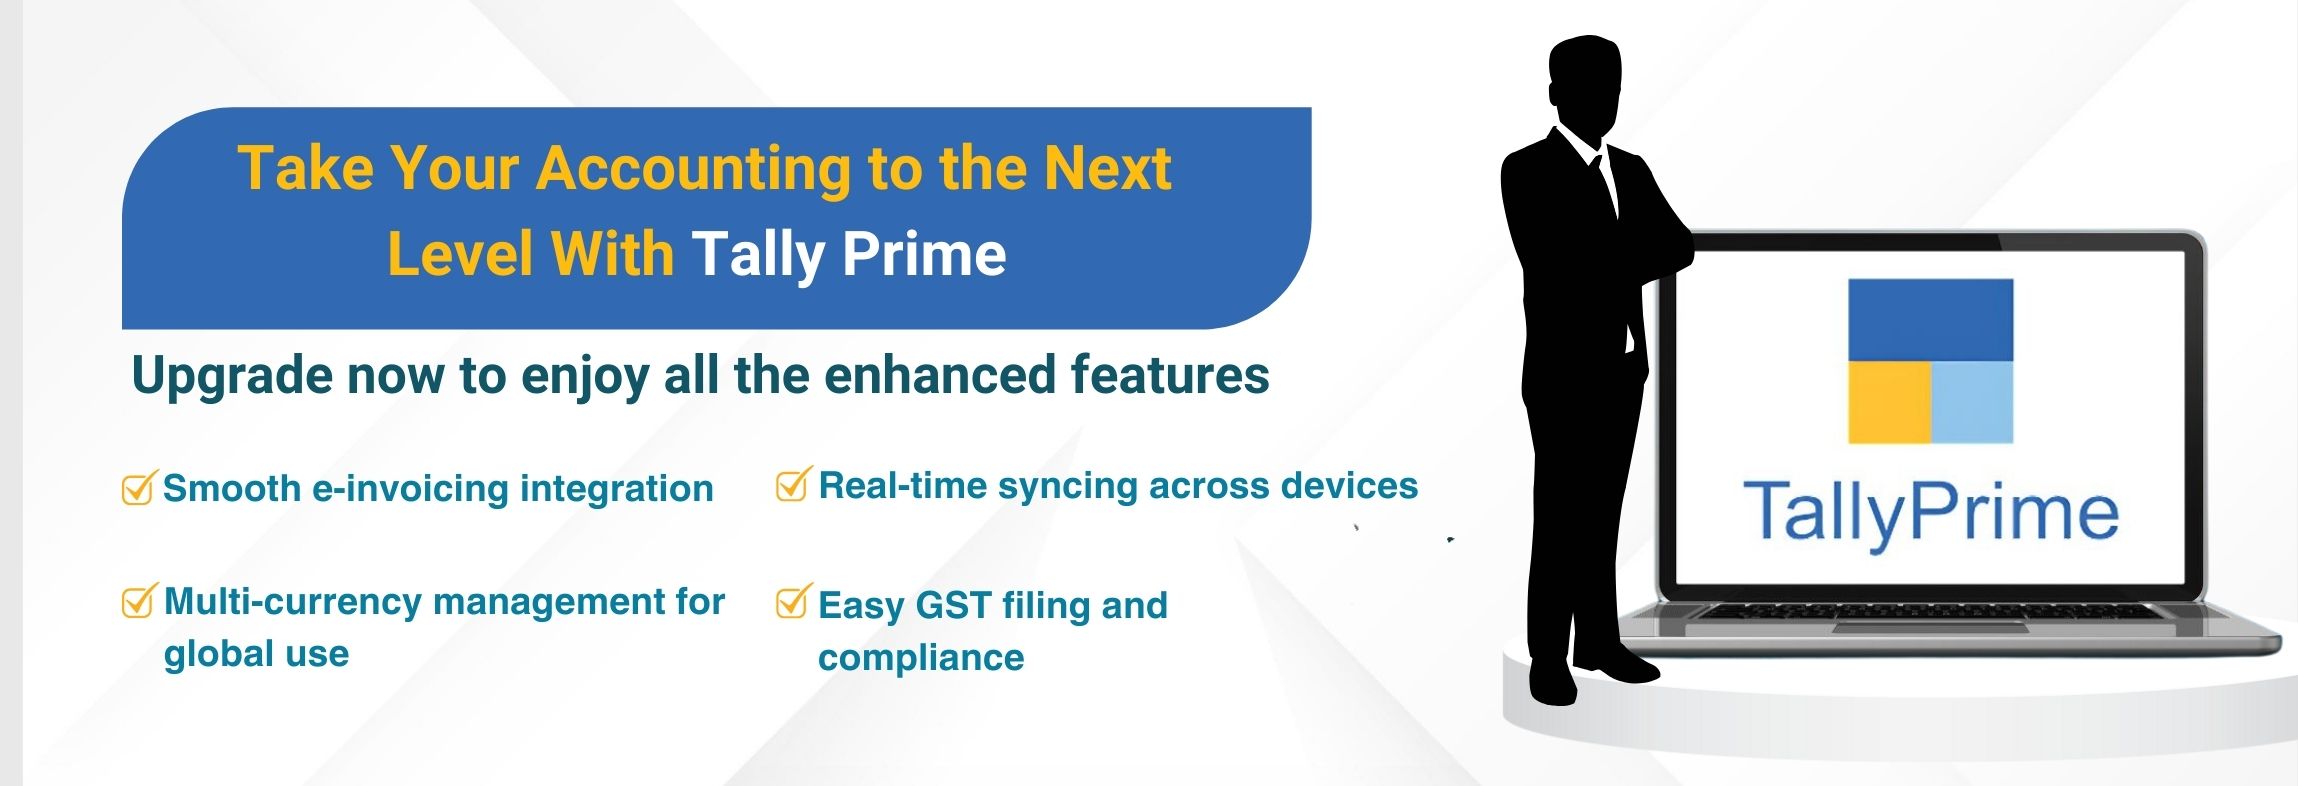 Take Your Accounting to the Next
Level With Tally Prime
Upgrade now to enjoy all the enhanced features
Smooth e-invoicing integration
Real-time syncing across devices
Multi-currency management for
global use
Easy GST filing and
compliance
TallyPrime